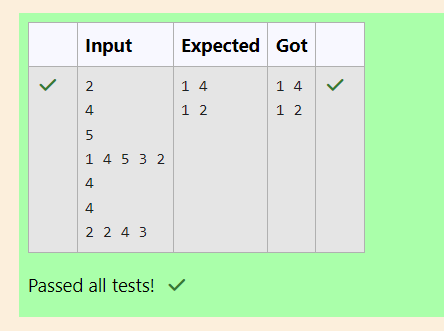 Input Expected Got
2 1 4 1 4
4 1 2 1 2
5
1 4 5 3 2
4
4
2 2 4 3
Passed all tests!